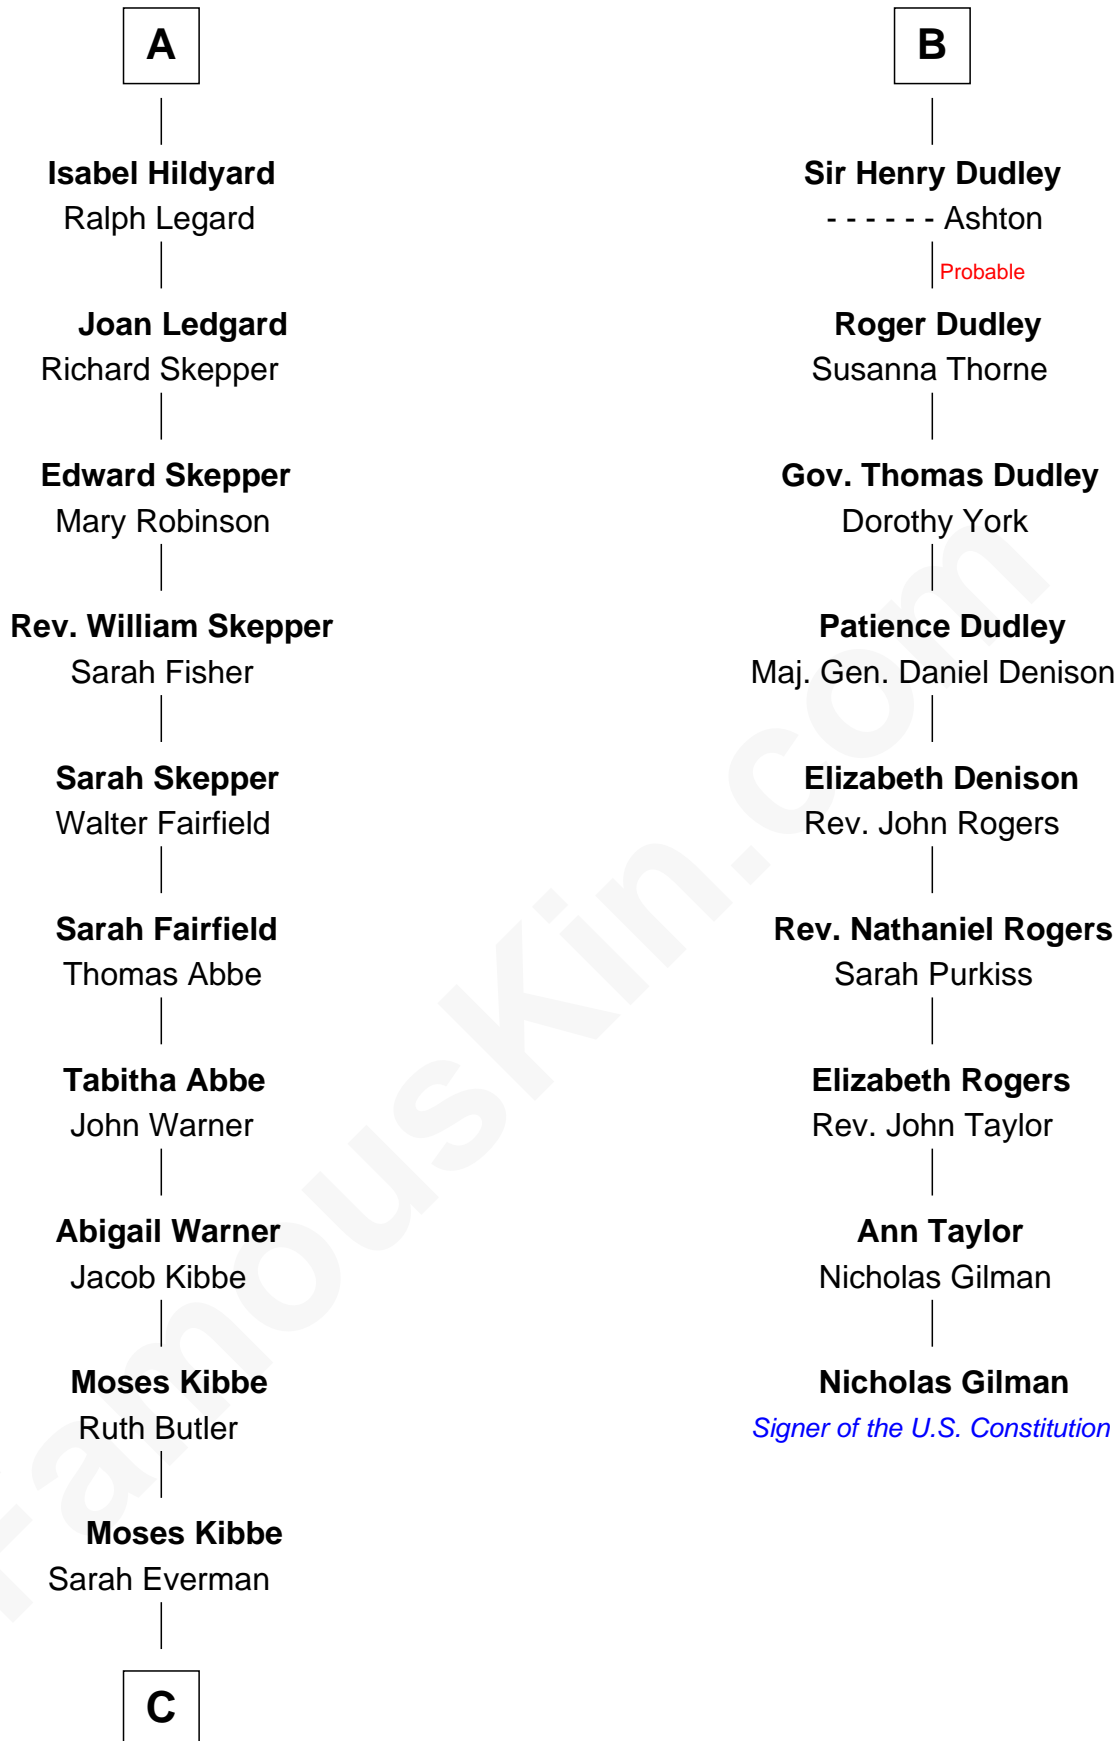 A
Isabel Hildyard
Ralph Legard
Joan Ledgard
Richard Skepper
Edward Skepper
Mary Robinson
Rev. William Skepper
Sarah Fisher
Sarah Skepper
Walter Fairfield
Sarah Fairfield
Thomas Abbe
Tabitha Abbe
John Warner
Abigail Warner
Jacob Kibbe
Moses Kibbe
Ruth Butler
Moses Kibbe
Sarah Everman
C
B
Sir Henry Dudley
- - - - - - Ashton
Probable
Roger Dudley
Susanna Thorne
Gov. Thomas Dudley
Dorothy York
Patience Dudley
Maj. Gen. Daniel Denison
Elizabeth Denison
Rev. John Rogers
Rev. Nathaniel Rogers
Sarah Purkiss
Elizabeth Rogers
Rev. John Taylor
Ann Taylor
Nicholas Gilman
Nicholas Gilman
Signer of the U.S. Constitution
FamousKin.com